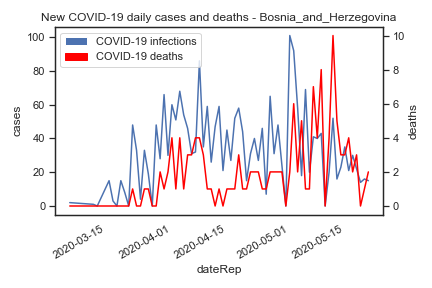 New COVID-19 daily cases and deaths - Bosnia_and_Herzegovina
COVID-19 infections
COVID-19 deaths
cases
100
80
60
40
20
0
deaths
10
8
6
4
2
0
2020-03-15
2020-04-01
2020-04-15
2020-05-01
2020-05-15
dateRep